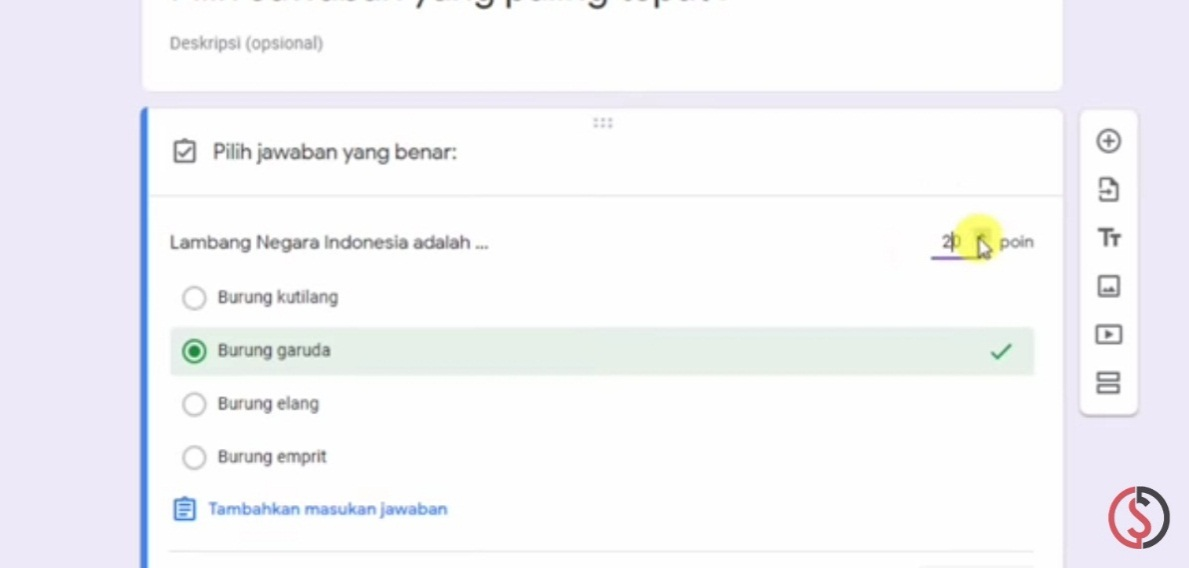 Deskripsi (opsional)
Pilih jawaban yang benar:
Lambang Negara Indonesia adalah ...
20 poin
Burung kutilang
Burung garuda
Burung elang
Burung emprit
Tambahkan masukan jawaban